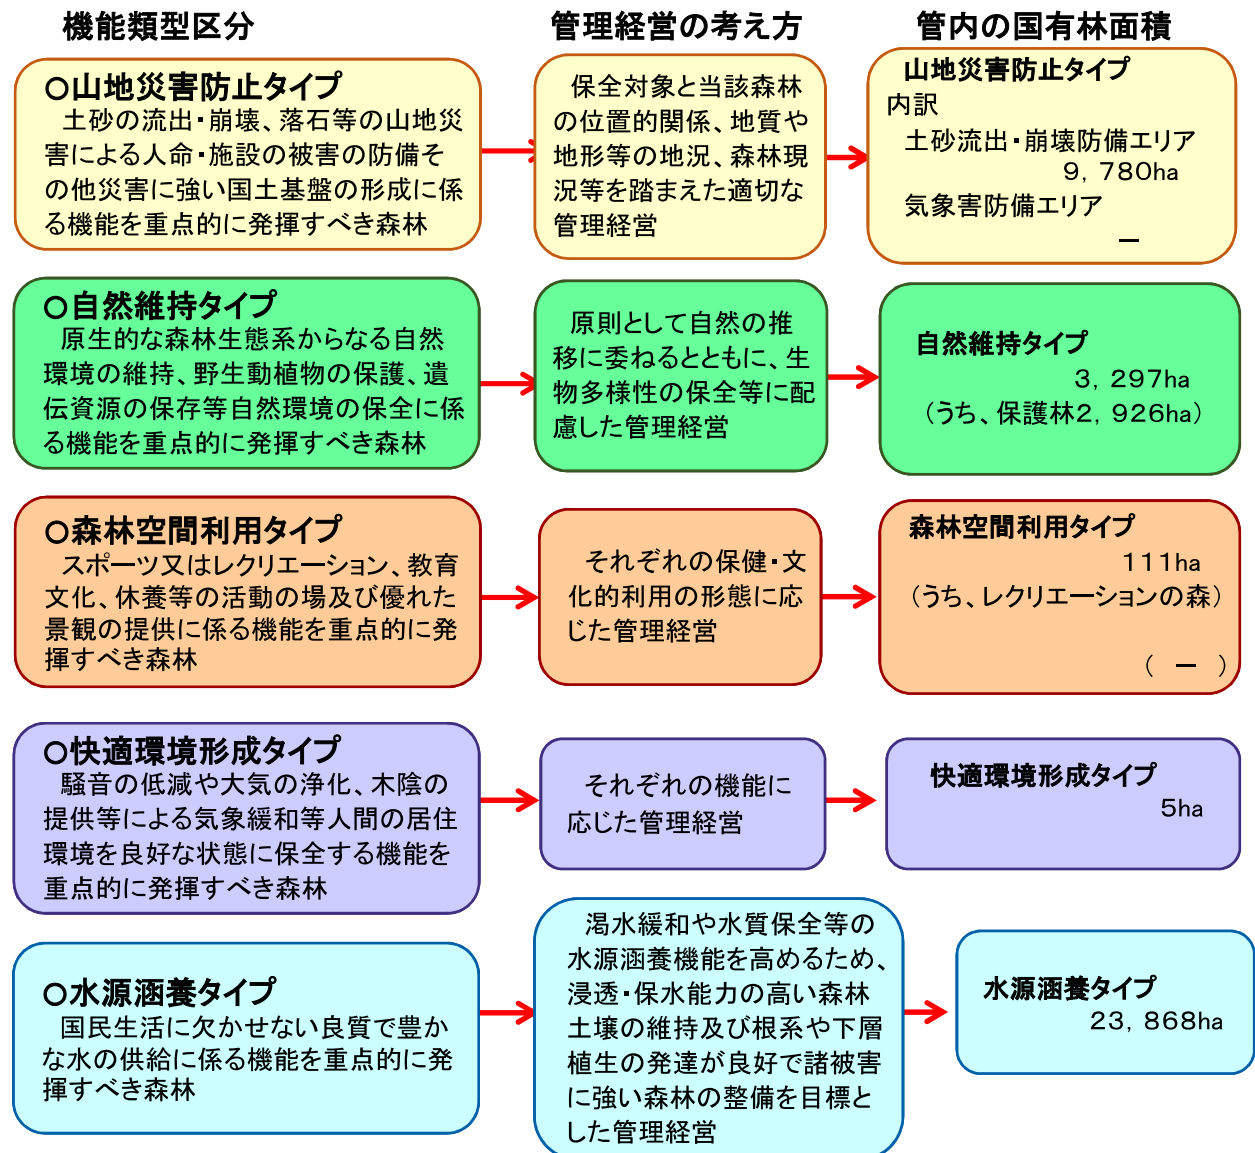 機能類型区分
管理経営の考え方
管内の国有林面積
○山地災害防止タイプ
土砂の流出・崩壊、落石等の山地災
害による人命・施設の被害の防備そ
の他災害に強い国土基盤の形成に係
る機能を重点的に発揮すべき森林
保全対象と当該森林
の位置的関係、地質や
地形等の地況、森林現
況等を踏まえた適切な
管理経営
山地災害防止タイプ
内訳
土砂流出・崩壊防備エリア
9，780ha
気象害防備エリア
－
○自然維持タイプ
原生的な森林生態系からなる自然
環境の維持、野生動植物の保護、遺
伝資源の保存等自然環境の保全に係
る機能を重点的に発揮すべき森林
原則として自然の推
移に委ねるとともに、生
物多様性の保全等に配
慮した管理経営
自然維持タイプ
3，297ha
（うち、保護林2，926ha）
○森林空間利用タイプ
スポーツ又はレクリエーション、教育
文化、休養等の活動の場及び優れた
景観の提供に係る機能を重点的に発
揮すべき森林
それぞれの保健・文
化的利用の形態に応
じた管理経営
森林空間利用タイプ
111ha
（うち、レクリエーションの森）
（　－　）
○快適環境形成タイプ
騒音の低減や大気の浄化、木陰の
提供等による気象緩和等人間の居住
環境を良好な状態に保全する機能を
重点的に発揮すべき森林
それぞれの機能に
応じた管理経営
快適環境形成タイプ
5ha
○水源涵養タイプ
国民生活に欠かせない良質で豊か
な水の供給に係る機能を重点的に発
揮すべき森林
渇水緩和や水質保全等の
水源涵養機能を高めるため、
浸透・保水能力の高い森林
土壌の維持及び根系や下層
植生の発達が良好で諸被害
に強い森林の整備を目標と
した管理経営
水源涵養タイプ
23，868ha